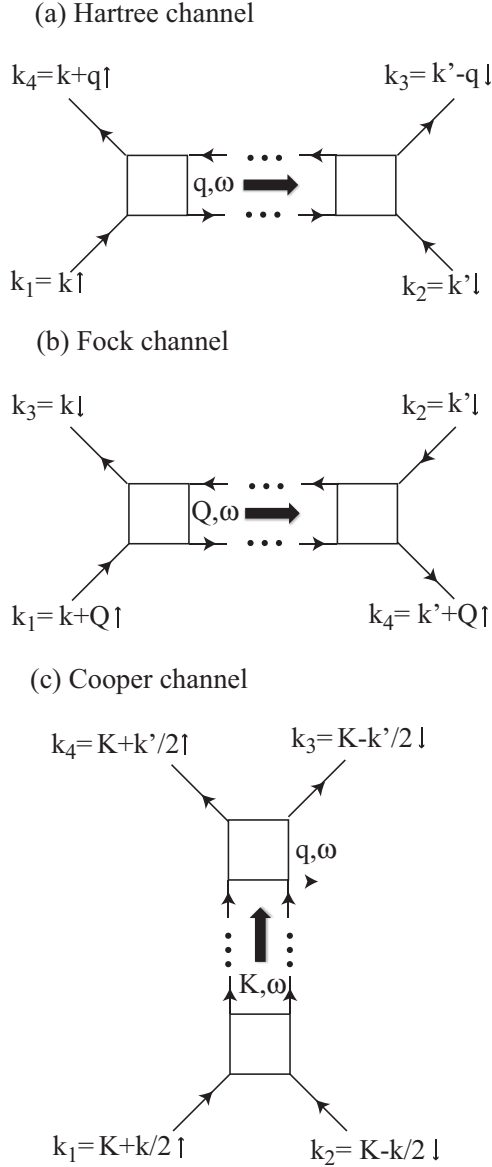 (a) Hartree channel
k₄= k+q↑ k₃= k'-q↓
q,ω
k₁= k↑ k₂= k'↓
(b) Fock channel
k₃= k↓ k₂= k'↓
Q,ω
k₁= k+Q↑ k₄= k'+Q↑
(c) Cooper channel
k₄= K+k'/2↑ k₃= K-k'/2↓
q,ω
K,ω
k₁= K+k/2↑ k₂= K-k/2↓